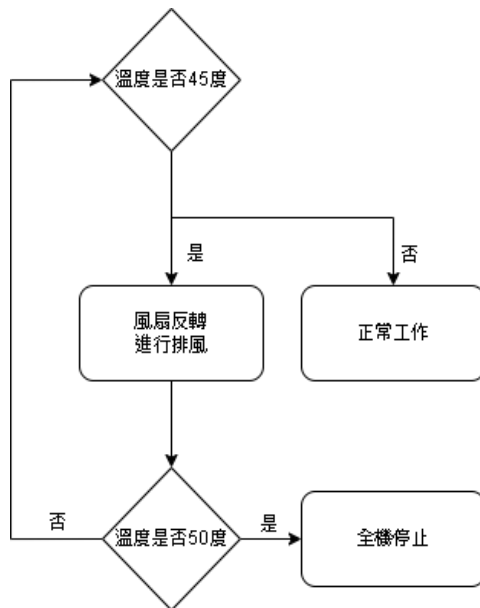 溫度是否45度
是
否
風扇反轉
進行排風
正常工作
否
溫度是否50度
是
全機停止